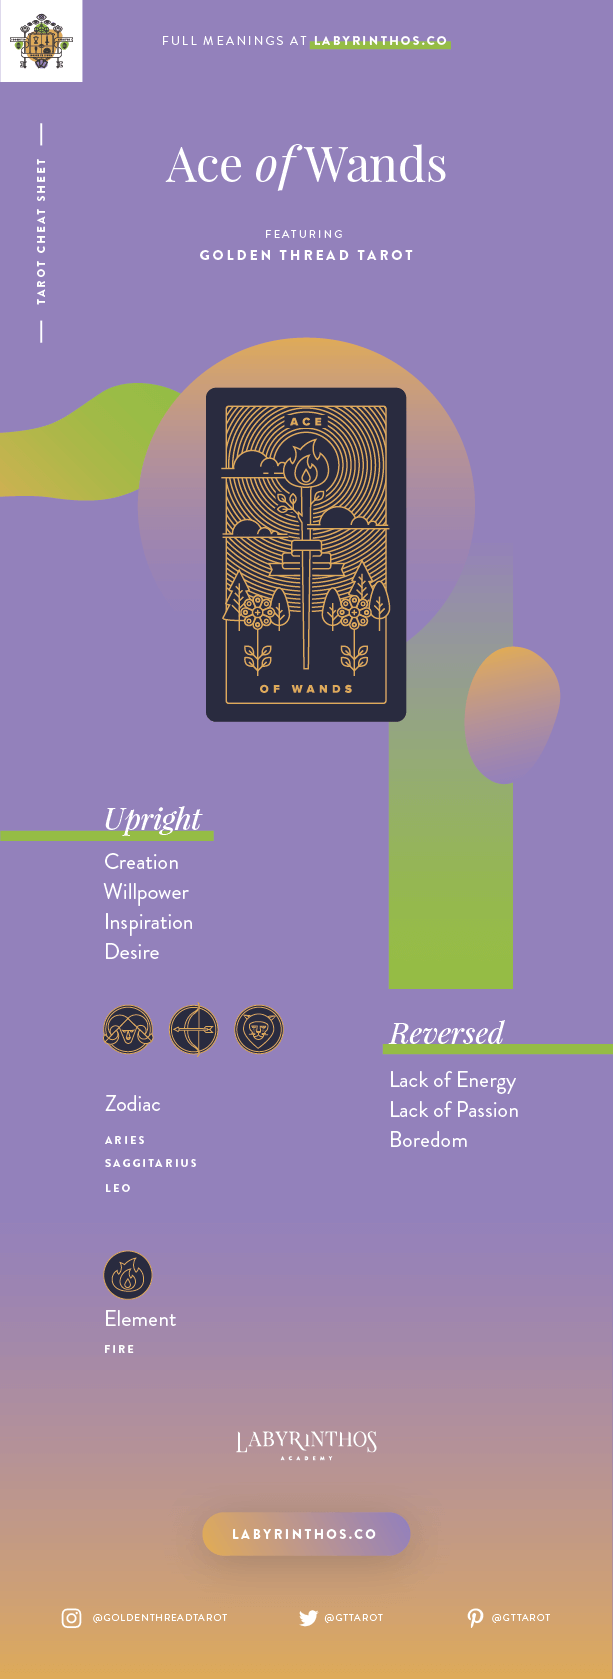 FULL MEANINGS AT LABYRINTHOS.CO
TAROT CHEAT SHEET
Ace of Wands
FEATURING
GOLDEN THREAD TAROT
ACE
OF WANDS
Upright
Creation
Willpower
Inspiration
Desire
Reversed
Lack of Energy
Lack of Passion
Boredom
Zodiac
ARIES
SAGGITARIUS
LEO
Element
FIRE
LABYRINTHOS
ACADEMY
LABYRINTHOS.CO
@GOLDENTHREADTAROT
@GTTAROT
@GTTAROT